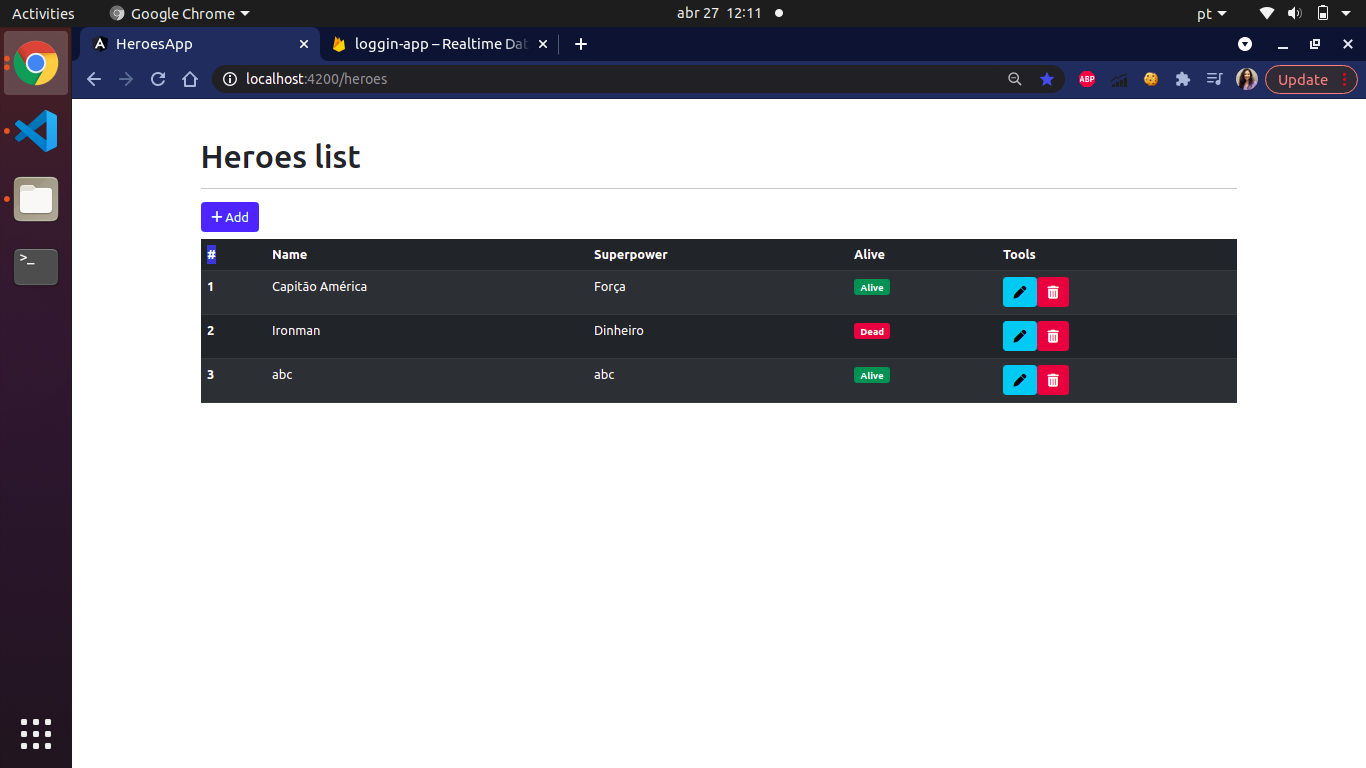 Activities Google Chrome abr 27 12:11 pt
HeroesApp loggin-app – Realtime Dat
localhost:4200/heroes ABP Update
Heroes list
+ Add
# Name Superpower Alive Tools
1 Capitão América Força Alive
2 Ironman Dinheiro Dead
3 abc abc Alive
>_